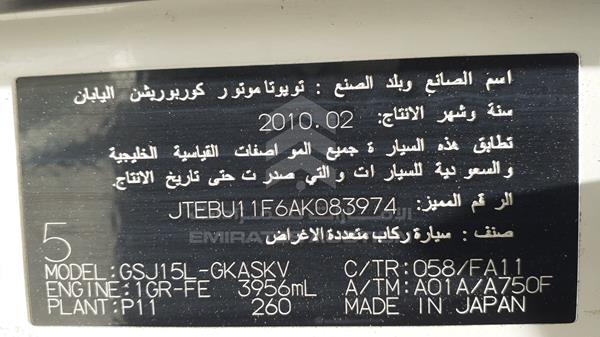 اسم الصانع وبلد الصنع : تويوتا موتور كوربوريشن اليابان
سنة وشهر الانتاج: 2010.02
تطابق هذه السيارة جميع المواصفات القياسية الخليجية
والسعودية للسيارات والتي صدرت حتى تاريخ الانتاج.
الرقم المميز: JTEBU11F6AK083974
صنف : سيارة ركاب متعددة الاغراض
5
MODEL:GSJ15L-GKASKV C/TR:058/FA11
ENGINE:1GR-FE 3956mL A/TM:A01A/A750F
PLANT:P11 260 MADE IN JAPAN